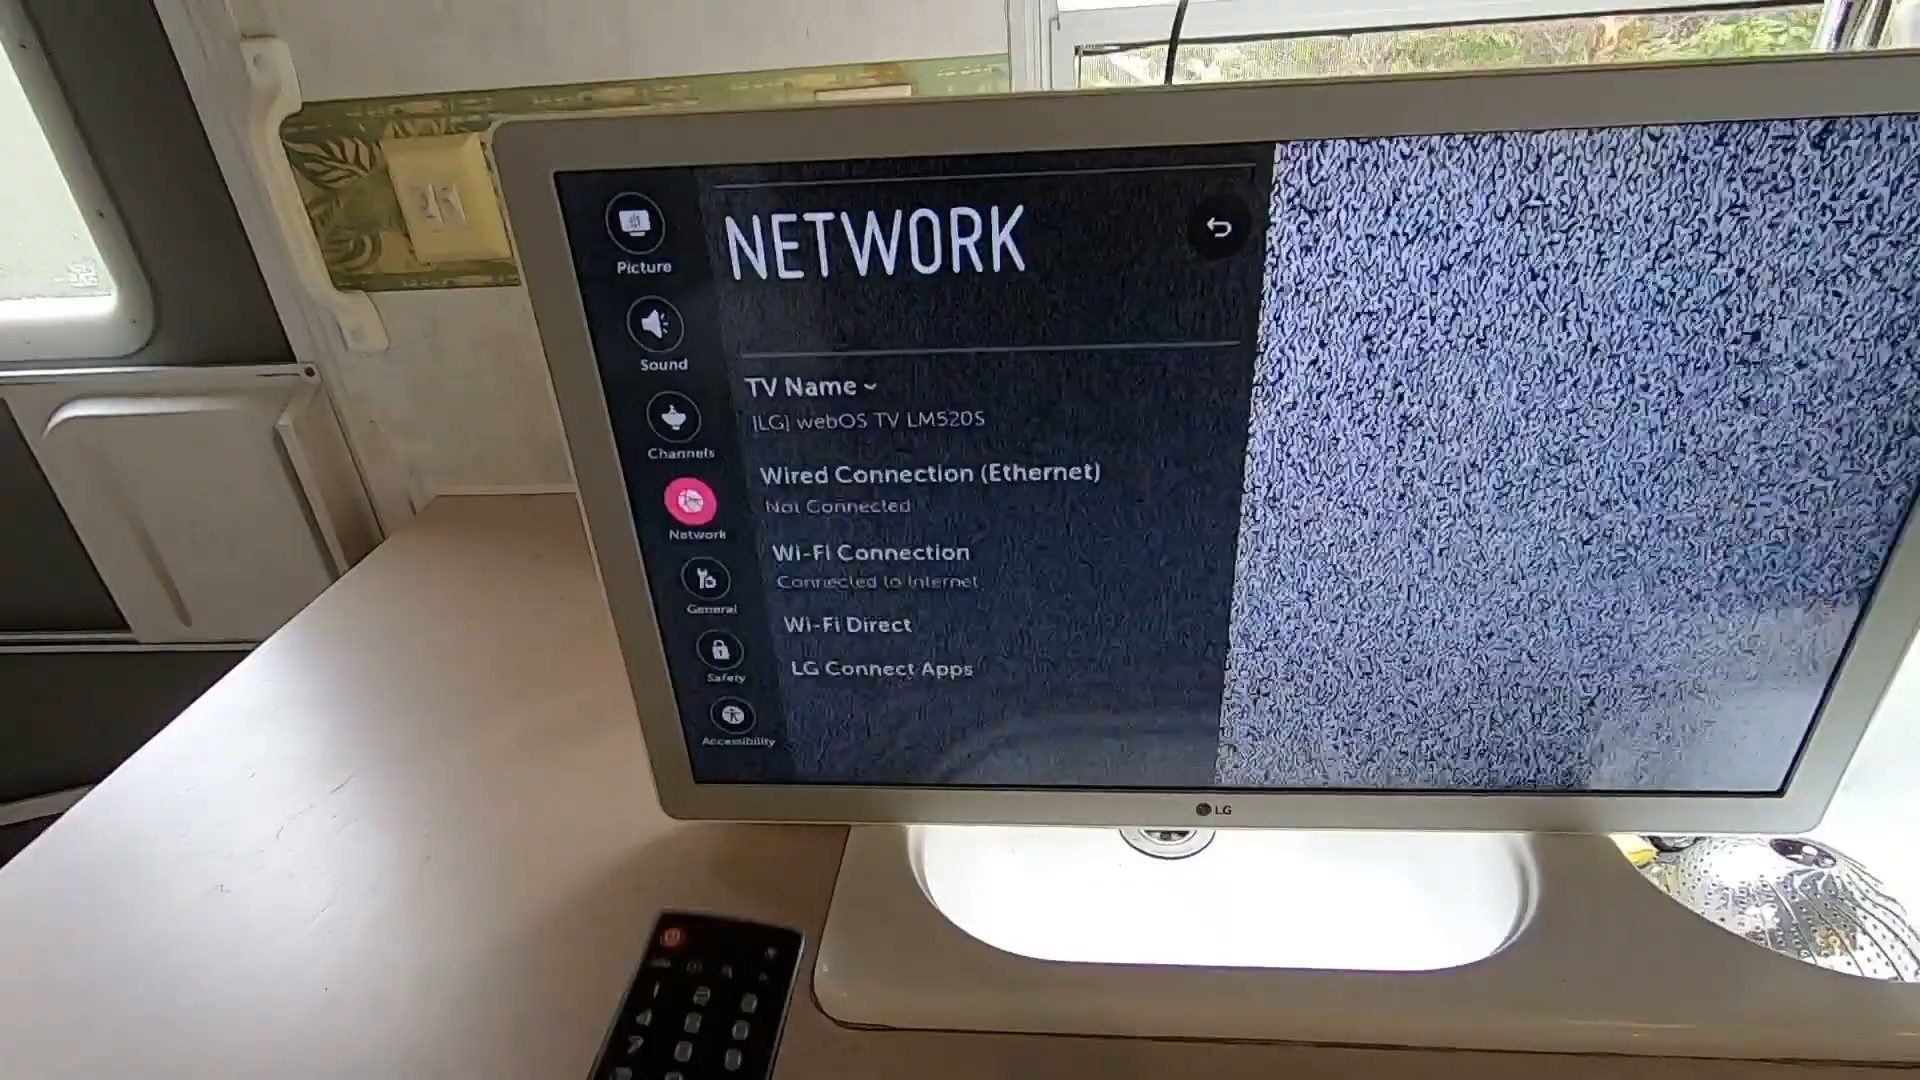 NETWORK
Picture
Sound
Channels
Network
General
Safety
Accessibility
TV Name
[LG] webOS TV LM520S
Wired Connection (Ethernet)
Not Connected
Wi-Fi Connection
Connected to Internet
Wi-Fi Direct
LG Connect Apps
LG